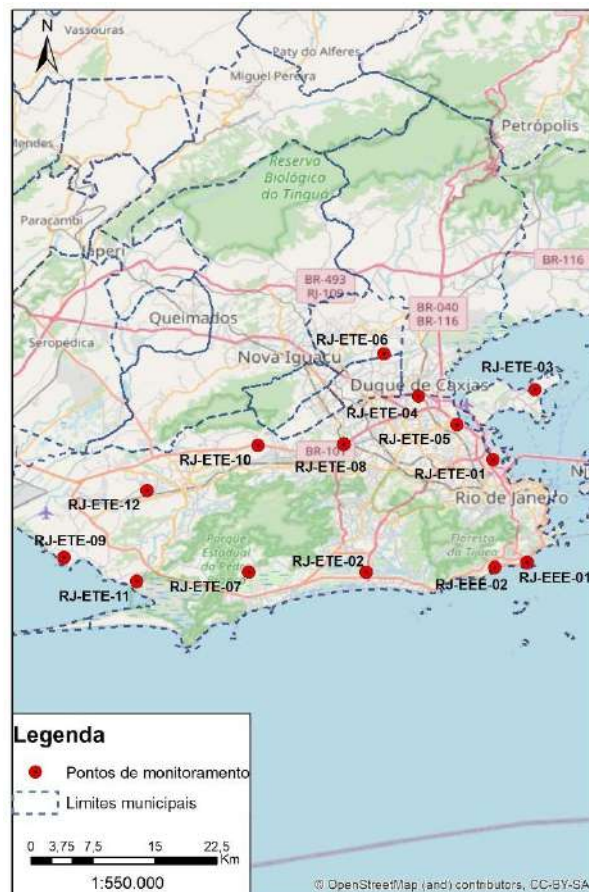 N
Vassouras
Paty do Alferes
Miguel Pereira
Petrópolis
Mendes
Reserva
Biológica
do Tinguá
Paracambi
Japeri
BR-116
BR-493
RJ-109
BR-040
BR-116
Queimados
Seropédica
RJ-ETE-06
Nova Iguaçu
RJ-ETE-03
Duque de Caxias
RJ-ETE-04
RJ-ETE-05
RJ-ETE-10
BR-101
RJ-ETE-08
RJ-ETE-01
RJ-ETE-12
Rio de Janeiro
RJ-ETE-09
Parque
Estadual
da Pedra
Floresta
da Tijuca
RJ-ETE-02
RJ-ETE-07
RJ-EEE-02
RJ-EEE-01
RJ-ETE-11
Legenda
Pontos de monitoramento
Limites municipais
0 3,75 7,5 15 22,5
Km
1:550.000
© OpenStreetMap (and) contributors, CC-BY-SA